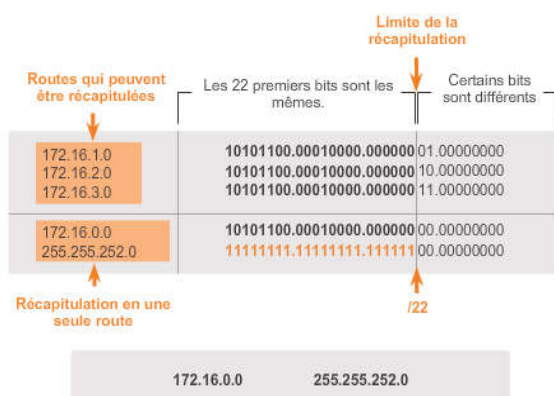 Limite de la
récapitulation
Routes qui peuvent
être récapitulées
Les 22 premiers bits sont les
mêmes.
Certains bits
sont différents
172.16.1.0 10101100.00010000.000000 01.00000000
172.16.2.0 10101100.00010000.000000 10.00000000
172.16.3.0 10101100.00010000.000000 11.00000000
172.16.0.0 10101100.00010000.000000 00.00000000
255.255.252.0 11111111.11111111.111111 00.00000000
Récapitulation en une
seule route
/22
172.16.0.0 255.255.252.0